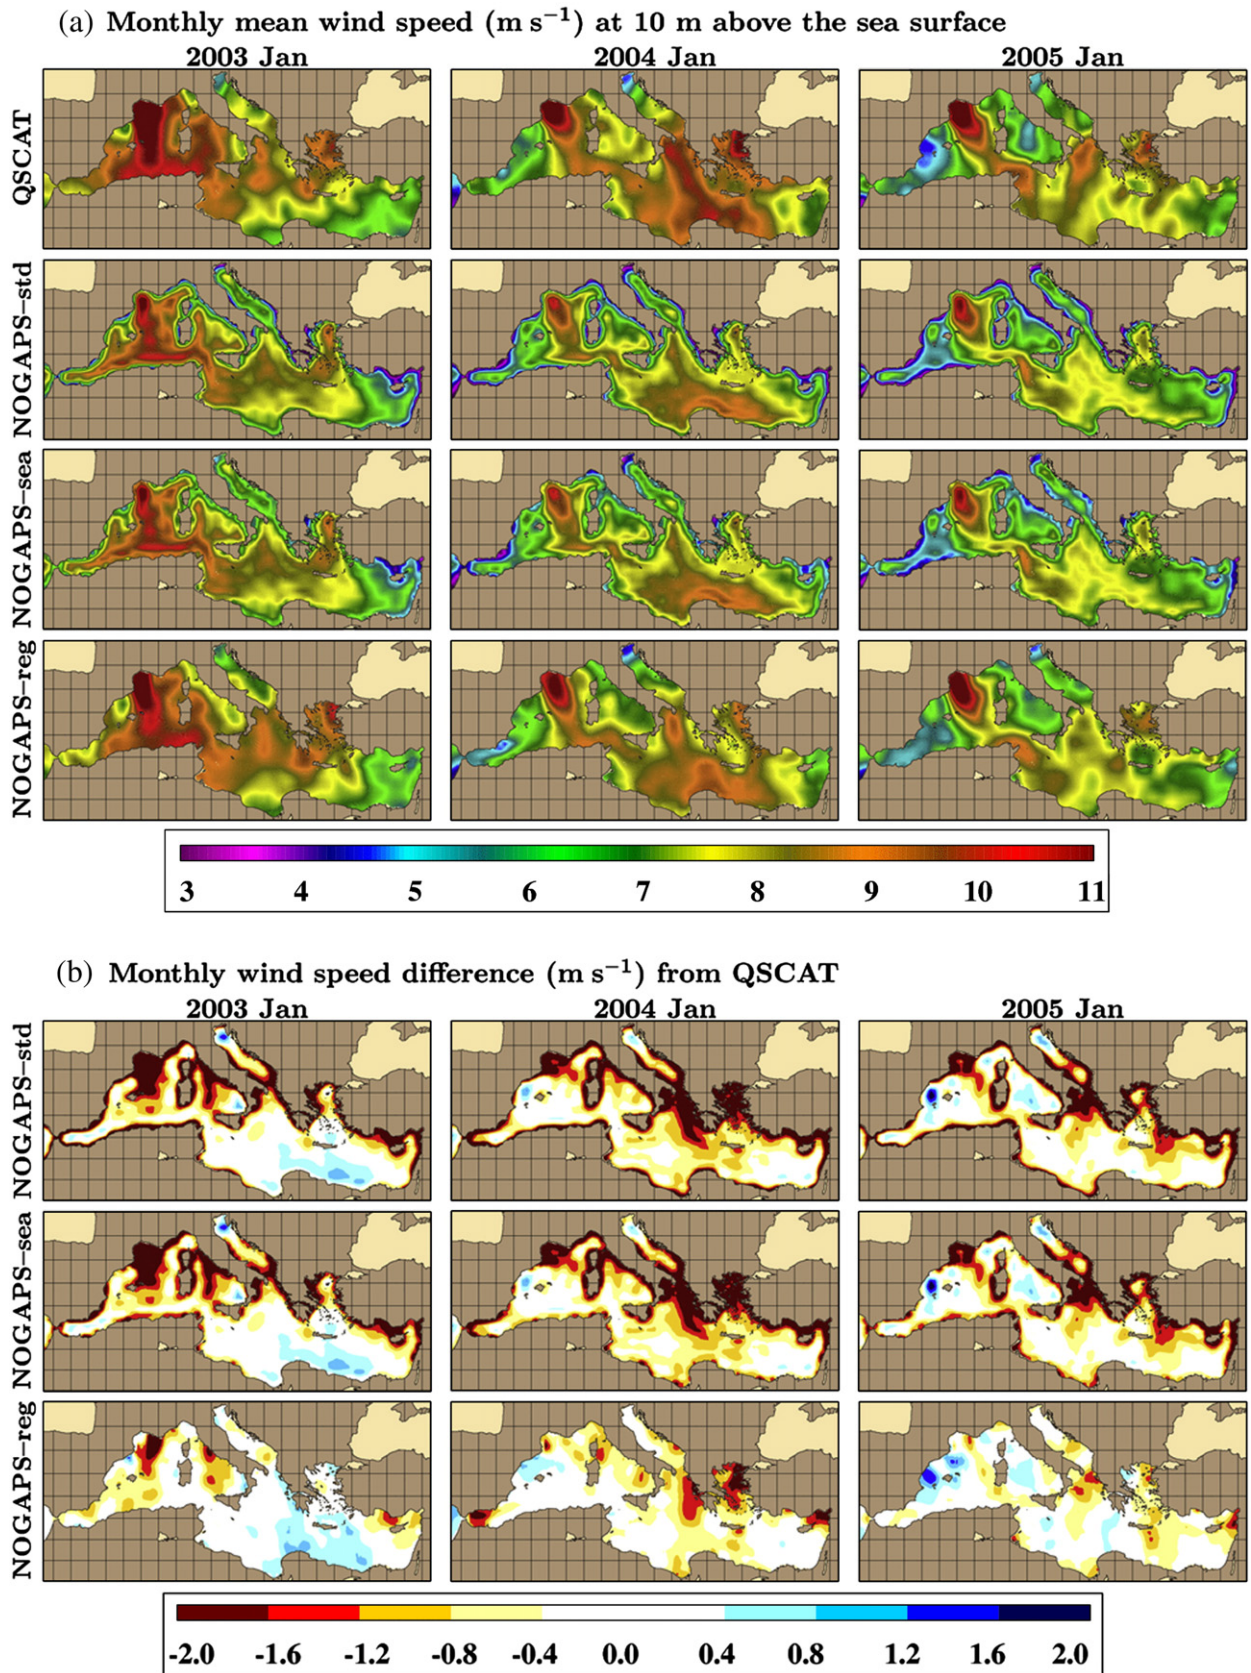 (a) Monthly mean wind speed (m s⁻¹) at 10 m above the sea surface
2003 Jan 2004 Jan 2005 Jan
QSCAT
NOGAPS–std
NOGAPS–sea
NOGAPS–reg
3 4 5 6 7 8 9 10 11
(b) Monthly wind speed difference (m s⁻¹) from QSCAT
2003 Jan 2004 Jan 2005 Jan
NOGAPS–std
NOGAPS–sea
NOGAPS–reg
-2.0 -1.6 -1.2 -0.8 -0.4 0.0 0.4 0.8 1.2 1.6 2.0